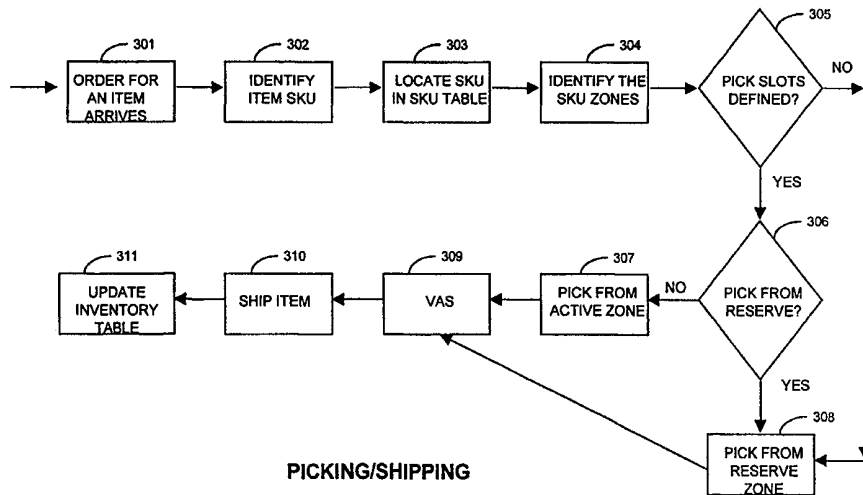 301
302
303
304
305
ORDER FOR
AN ITEM
ARRIVES
IDENTIFY
ITEM SKU
LOCATE SKU
IN SKU TABLE
IDENTIFY THE
SKU ZONES
PICK SLOTS
DEFINED?
NO
YES
306
311
310
309
307
UPDATE
INVENTORY
TABLE
SHIP ITEM
VAS
PICK FROM
ACTIVE ZONE
NO
PICK FROM
RESERVE?
YES
308
PICK FROM
RESERVE
ZONE
PICKING/SHIPPING